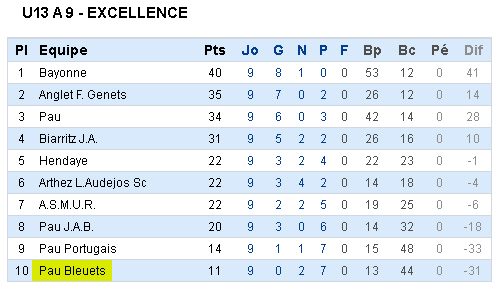 U13 A 9 - EXCELLENCE
Pl Equipe Pts Jo G N P F Bp Bc Pé Dif
1 Bayonne 40 9 8 1 0 0 53 12 0 41
2 Anglet F. Genets 35 9 7 0 2 0 26 12 0 14
3 Pau 34 9 6 0 3 0 42 14 0 28
4 Biarritz J.A. 31 9 5 2 2 0 26 16 0 10
5 Hendaye 22 9 3 2 4 0 22 23 0 -1
6 Arthez L.Audejos Sc 22 9 3 4 2 0 14 18 0 -4
7 A.S.M.U.R. 22 9 2 2 5 0 19 25 0 -6
8 Pau J.A.B. 20 9 3 0 6 0 14 32 0 -18
9 Pau Portugais 14 9 1 1 7 0 15 48 0 -33
10 Pau Bleuets 11 9 0 2 7 0 13 44 0 -31